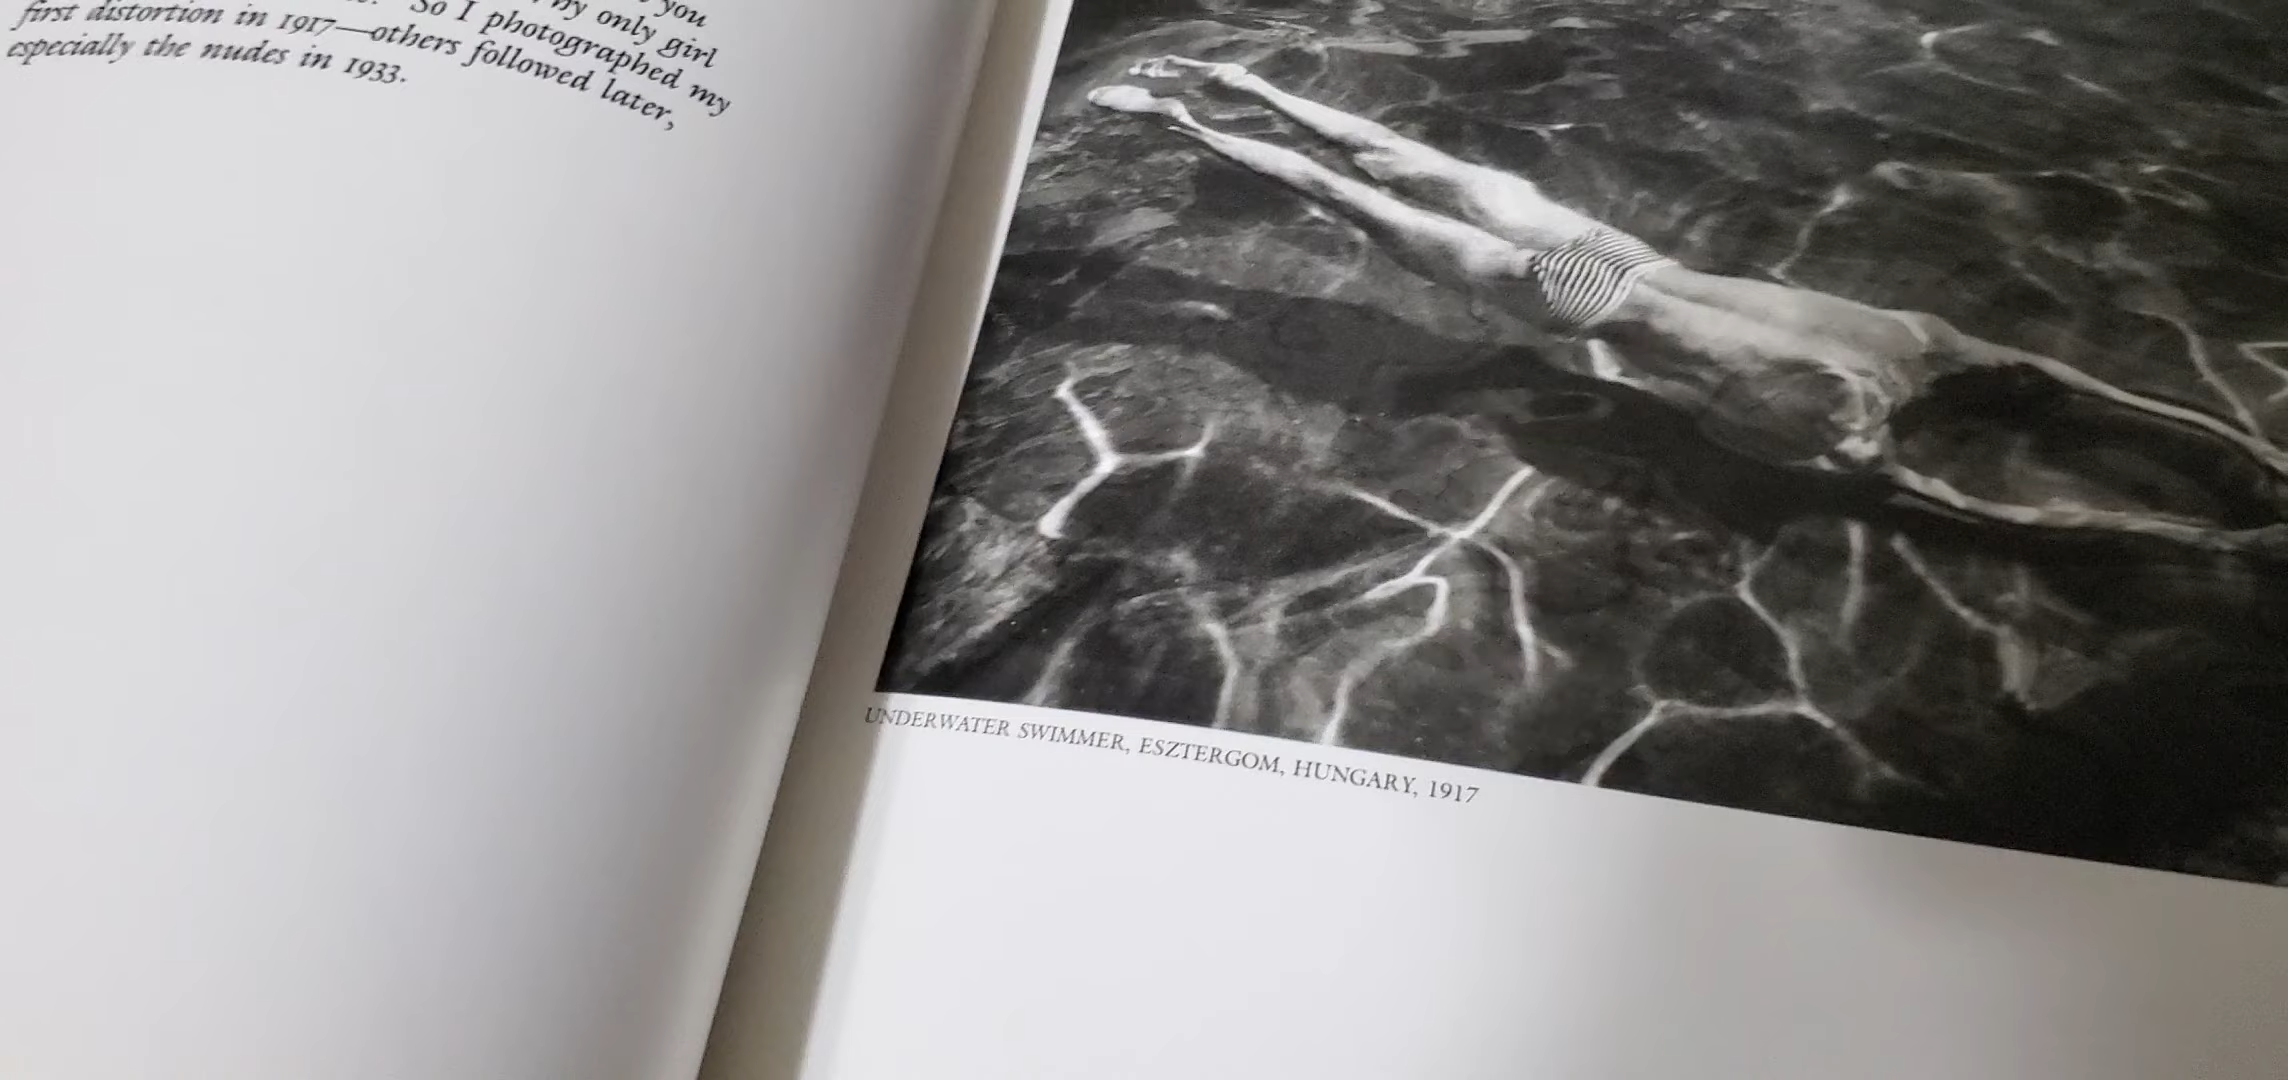 you
only girl
So I photographed my
first distortion in 1917—others followed later,
especially the nudes in 1933.
UNDERWATER SWIMMER, ESZTERGOM, HUNGARY, 1917